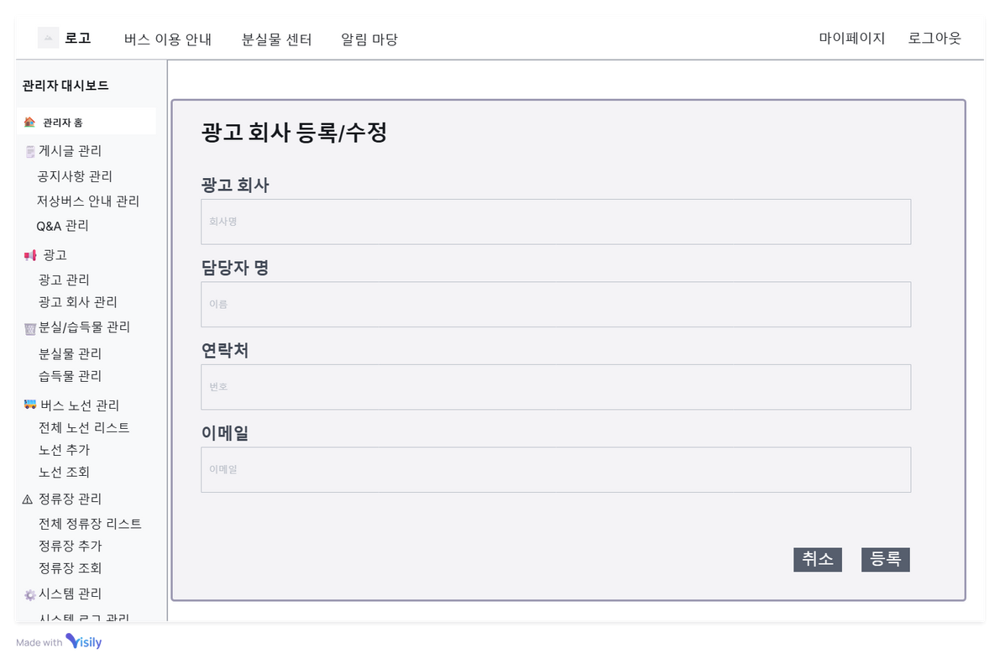 로고 버스 이용 안내 분실물 센터 알림 마당 마이페이지 로그아웃
관리자 대시보드
관리자 홈
게시글 관리
공지사항 관리
저상버스 안내 관리
Q&A 관리
광고
광고 관리
광고 회사 관리
분실/습득물 관리
분실물 관리
습득물 관리
버스 노선 관리
전체 노선 리스트
노선 추가
노선 조회
정류장 관리
전체 정류장 리스트
정류장 추가
정류장 조회
시스템 관리
시스템 로그 관리
광고 회사 등록/수정
광고 회사
회사명
담당자 명
이름
연락처
번호
이메일
이메일
취소 등록
Made with Visily